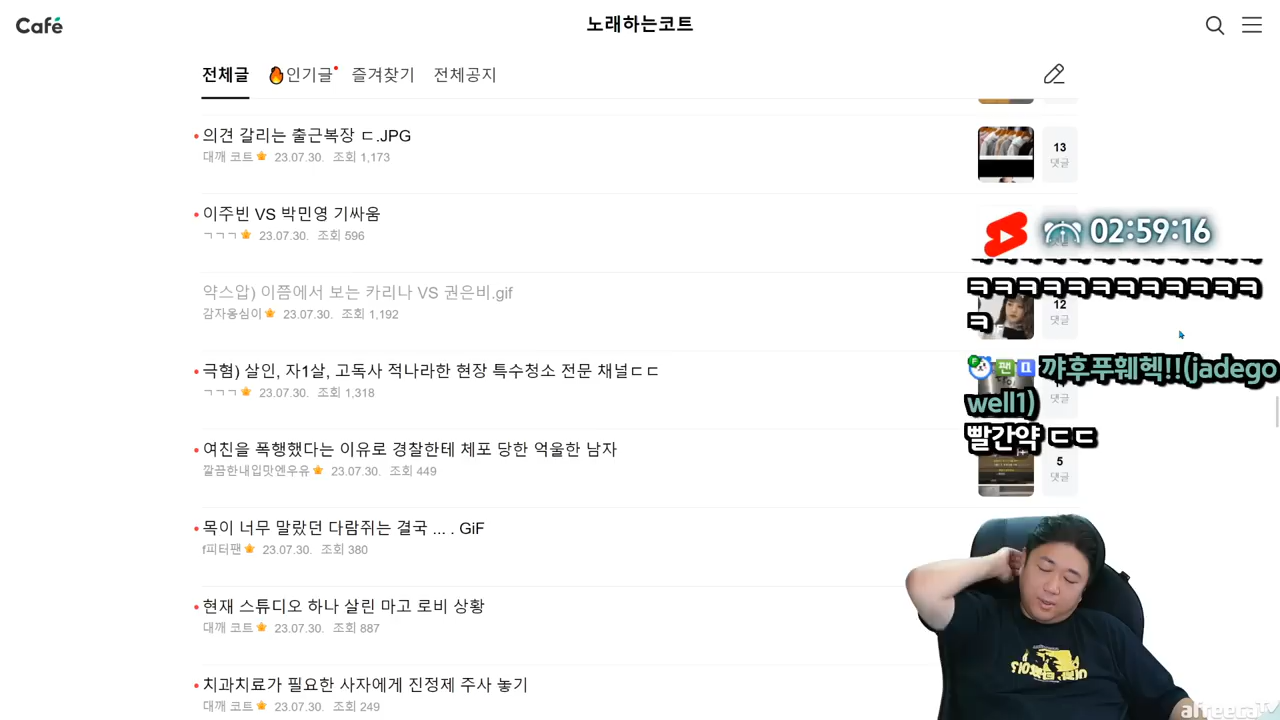 Café
노래하는코트
전체글
🔥인기글
즐겨찾기
전체공지
의견 갈리는 출근복장 ㄷ.JPG
대깨 코트 23.07.30. 조회 1,173
13
댓글
이주빈 VS 박민영 기싸움
ㄱㄱㄱ 23.07.30. 조회 596
02:59:16
약스압) 이쯤에서 보는 카리나 VS 권은비.gif
감자옹심이 23.07.30. 조회 1,192
12
댓글
ㅋㅋㅋㅋㅋㅋㅋㅋㅋㅋㅋㅋ
ㅋ
극혐) 살인, 자1살, 고독사 적나라한 현장 특수청소 전문 채널ㄷㄷ
ㄱㄱㄱ 23.07.30. 조회 1,318
댓글
F 팬 꺄후푸훼헥!!(jadego
well1)
빨간약 ㄷㄷ
여친을 폭행했다는 이유로 경찰한테 체포 당한 억울한 남자
깔끔한내입맛엔우유 23.07.30. 조회 449
5
댓글
목이 너무 말랐던 다람쥐는 결국 ... . GiF
f피터팬 23.07.30. 조회 380
현재 스튜디오 하나 살린 마고 로비 상황
대깨 코트 23.07.30. 조회 887
치과치료가 필요한 사자에게 진정제 주사 놓기
대깨 코트 23.07.30. 조회 249
afreecaTV